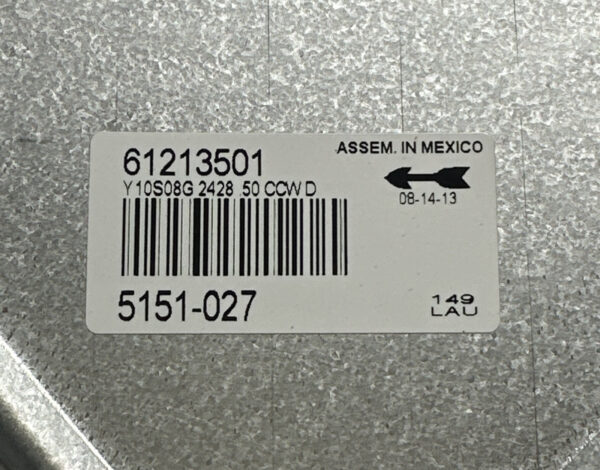 61213501
ASSEM. IN MEXICO
Y10S08G 2428 .50 CCW D
08-14-13
5151-027
149
LAU